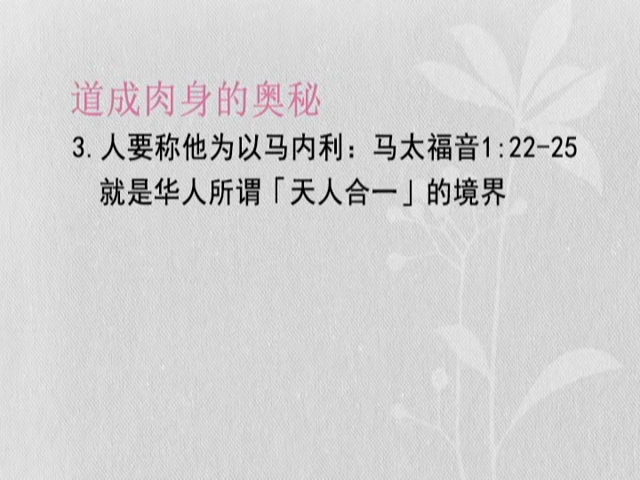 道成肉身的奥秘
3.人要称他为以马内利：马太福音1:22-25
就是华人所谓「天人合一」的境界